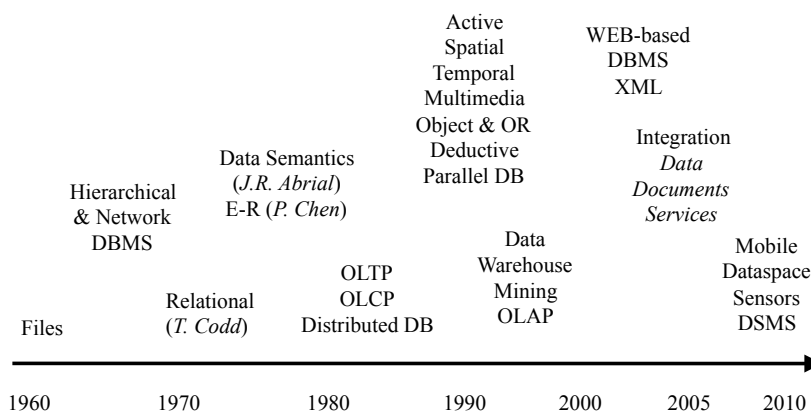 Files
Hierarchical
& Network
DBMS
Relational
(T. Codd)
Data Semantics
(J.R. Abrial)
E-R (P. Chen)
OLTP
OLCP
Distributed DB
Active
Spatial
Temporal
Multimedia
Object & OR
Deductive
Parallel DB
Data
Warehouse
Mining
OLAP
WEB-based
DBMS
XML
Integration
Data
Documents
Services
Mobile
Dataspace
Sensors
DSMS
1960 1970 1980 1990 2000 2005 2010